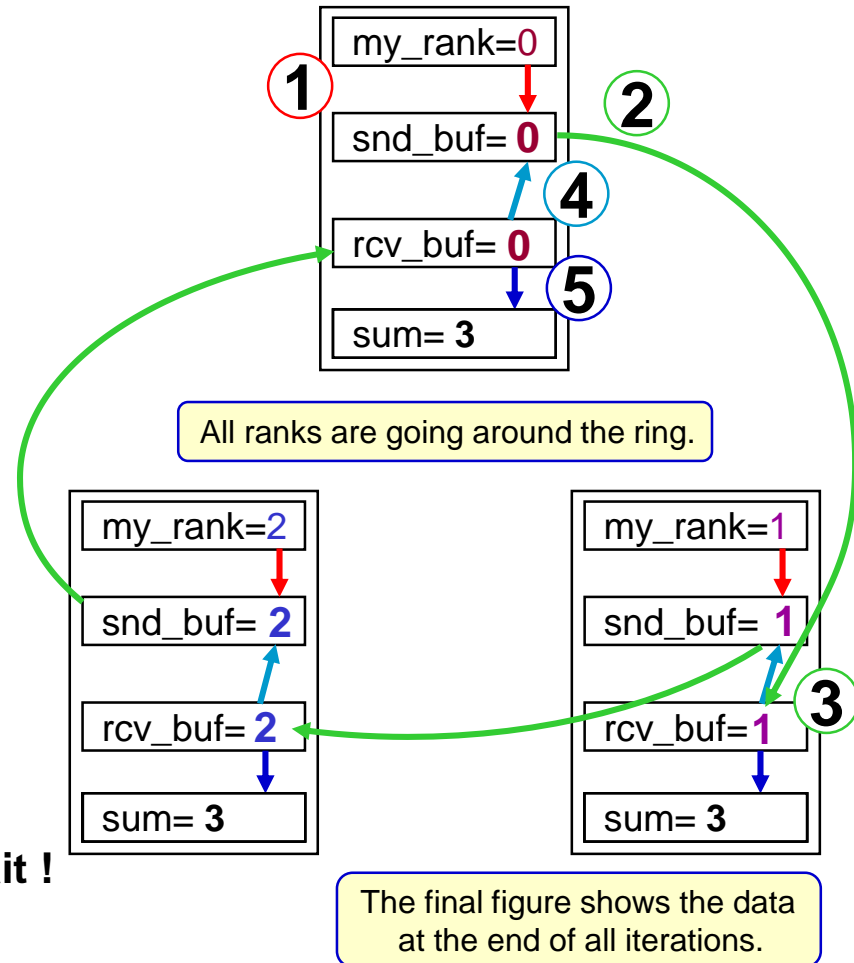 my_rank=0
1
2
snd_buf= 0
4
rcv_buf= 0
5
sum= 3
All ranks are going around the ring.
my_rank=2
snd_buf= 2
rcv_buf= 2
sum= 3
my_rank=1
snd_buf= 1
rcv_buf=1
3
sum= 3
it !
The final figure shows the data
at the end of all iterations.